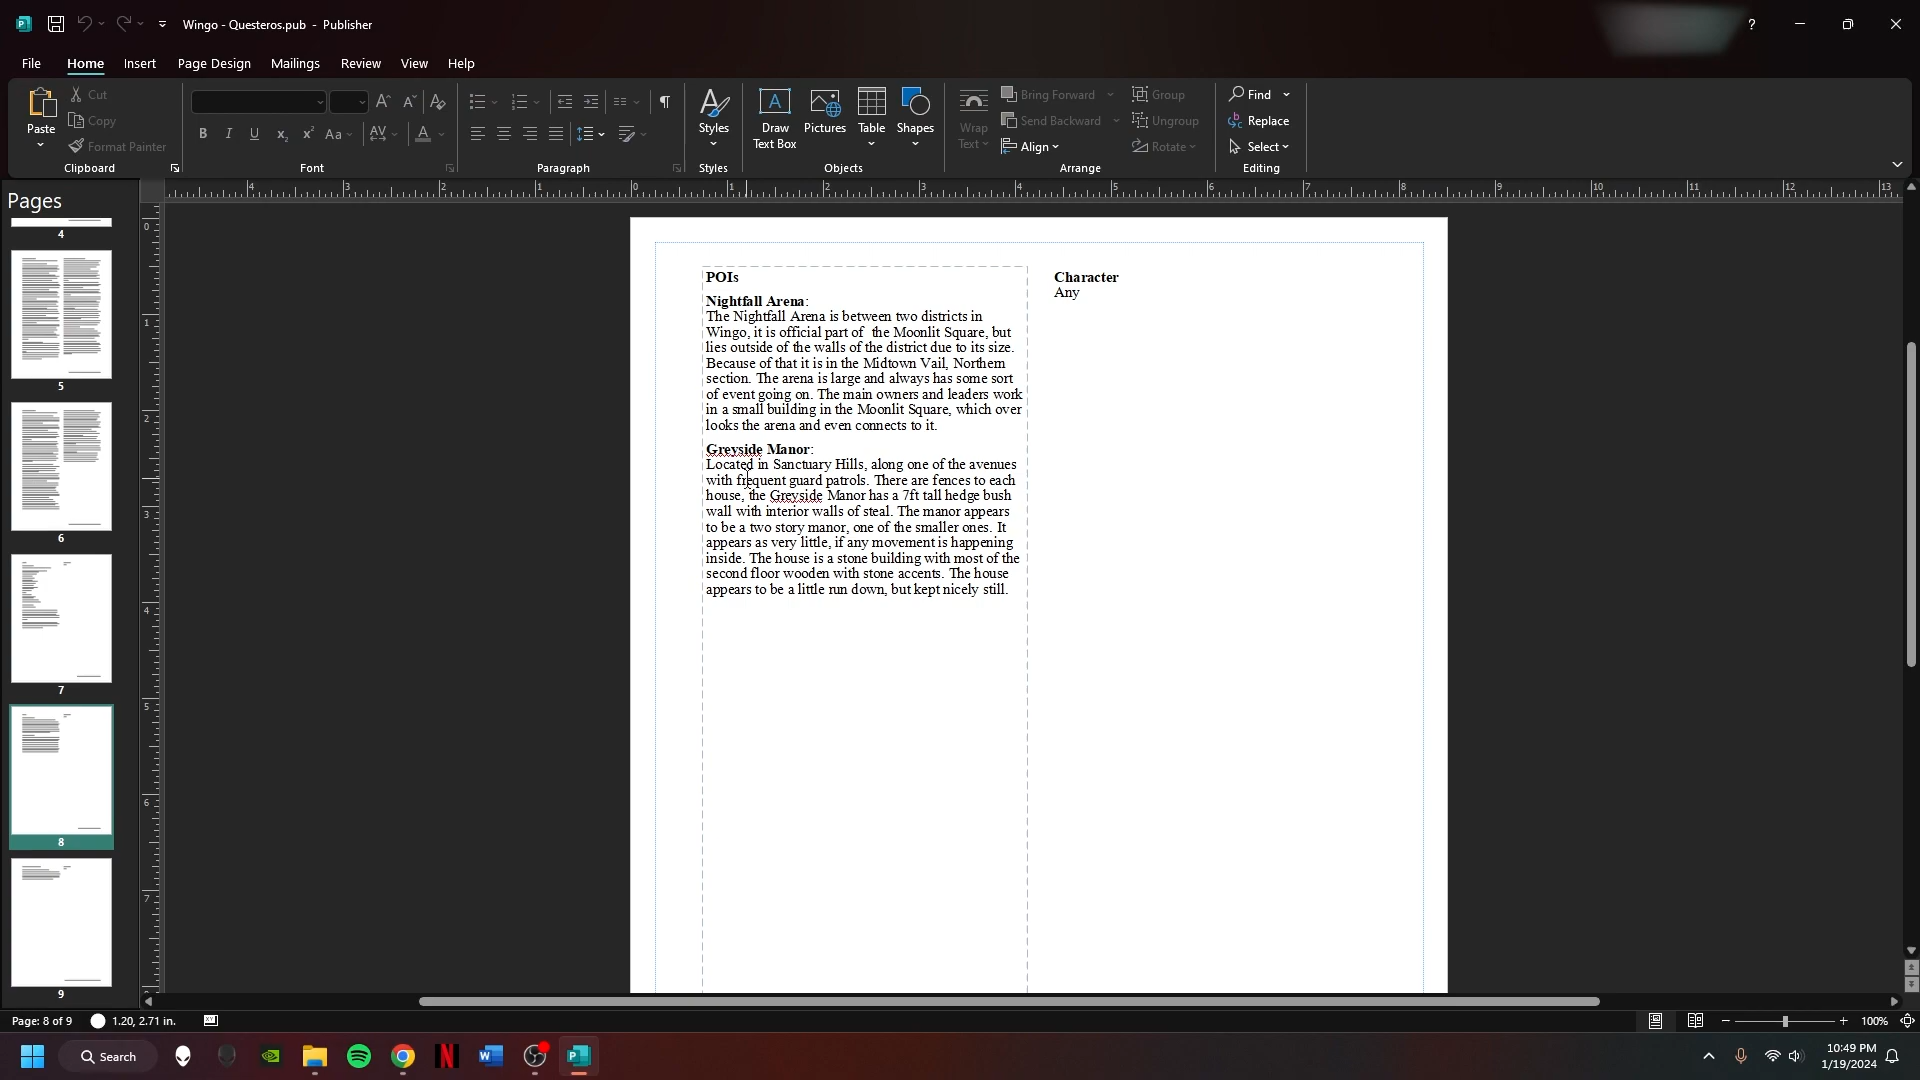 Wingo - Questeros.pub - Publisher
?
File Home Insert Page Design Mailings Review View Help
Paste
Cut
Copy
Format Painter
Clipboard
Font
Paragraph
Styles
Styles
Draw Text Box
Pictures
Table
Shapes
Objects
Wrap Text
Bring Forward
Send Backward
Align
Group
Ungroup
Rotate
Arrange
Find
Replace
Select
Editing
Pages
4
5
6
7
8
9
POIs
Nightfall Arena:
The Nightfall Arena is between two districts in
Wingo, it is official part of the Moonlit Square, but
lies outside of the walls of the district due to its size.
Because of that it is in the Midtown Vail, Northern
section. The arena is large and always has some sort
of event going on. The main owners and leaders work
in a small building in the Moonlit Square, which over
looks the arena and even connects to it.
Greyside Manor:
Located in Sanctuary Hills, along one of the avenues
with frequent guard patrols. There are fences to each
house, the Greyside Manor has a 7ft tall hedge bush
wall with interior walls of steal. The manor appears
to be a two story manor, one of the smaller ones. It
appears as very little, if any movement is happening
inside. The house is a stone building with most of the
second floor wooden with stone accents. The house
appears to be a little run down, but kept nicely still.
Character
Any
Page: 8 of 9
1.20, 2.71 in.
100%
Search
10:49 PM
1/19/2024